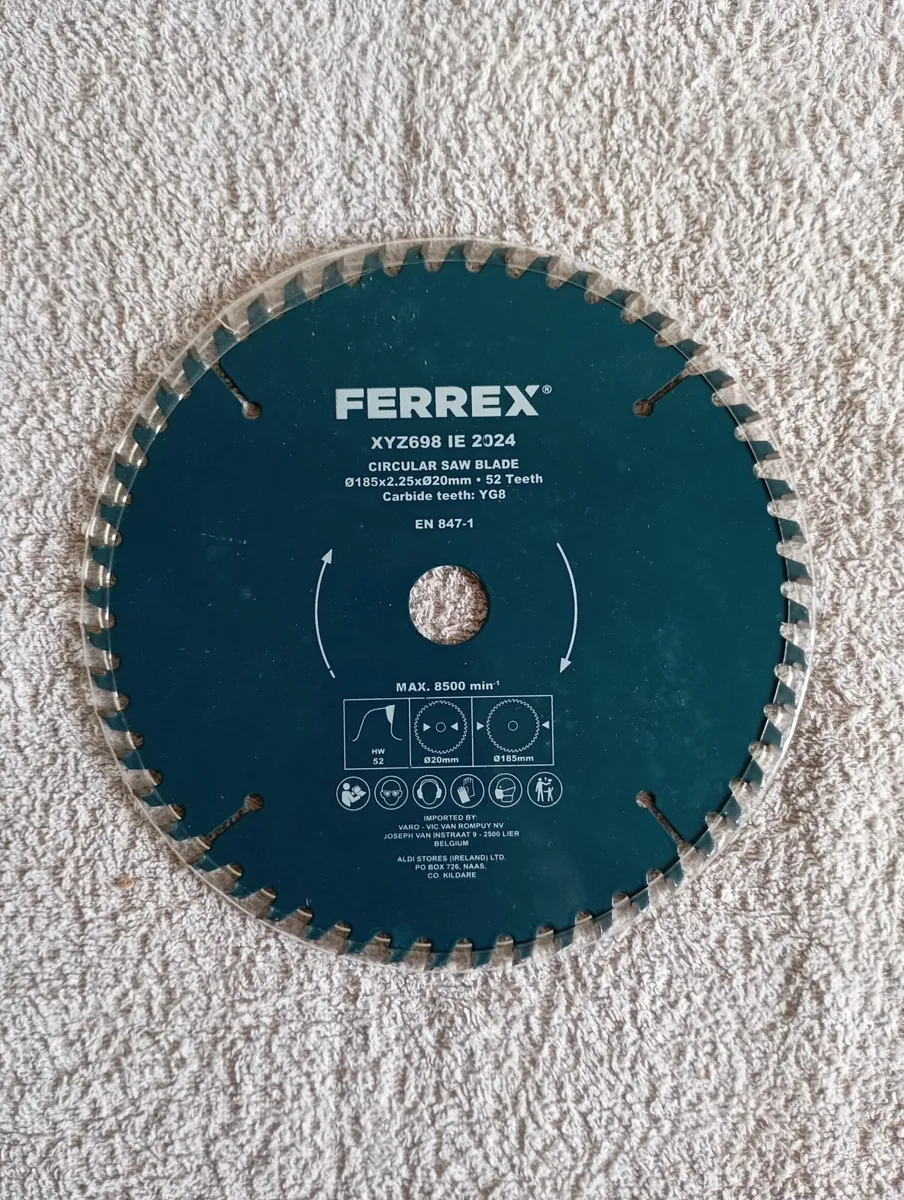 FERREX®
XYZ698 IE 2024
CIRCULAR SAW BLADE
Ø185x2.25xØ20mm • 52 Teeth
Carbide teeth: YG8
EN 847-1
MAX. 8500 min⁻¹
HW
52
Ø20mm
Ø185mm
IMPORTED BY:
VARO - VIC VAN ROMPUY NV
JOSEPH VAN INSTRAAT 9 - 2500 LIER
BELGIUM
ALDI STORES (IRELAND) LTD.
PO BOX 726, NAAS,
CO. KILDARE